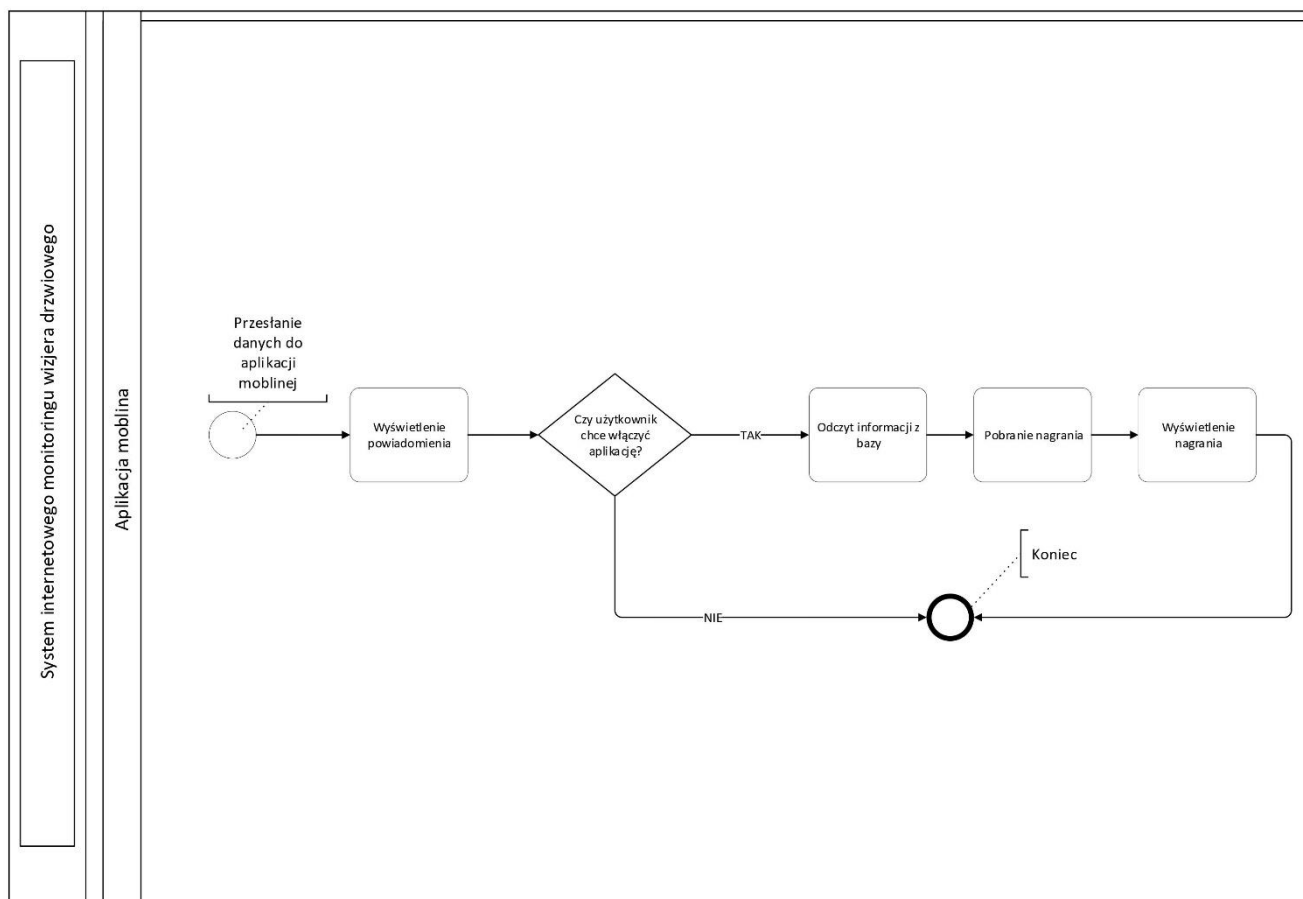 System internetowego monitoringu wizjera drzwiowego
Aplikacja moblina
Przesłanie
danych do
aplikacji
moblinej
Wyświetlenie
powiadomienia
Czy użytkownik
chce włączyć
aplikację?
TAK
Odczyt informacji z
bazy
Pobranie nagrania
Wyświetlenie
nagrania
Koniec
NIE